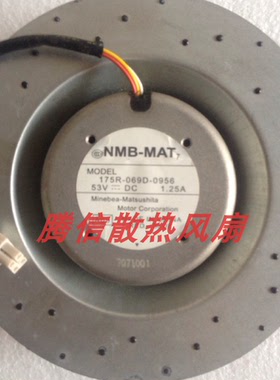 NMB-MAT
MODEL
175R-069D-0956
53V DC 1.25A
Minebea-Matsushita
Motor Corporation
腾信散热风扇
7071001